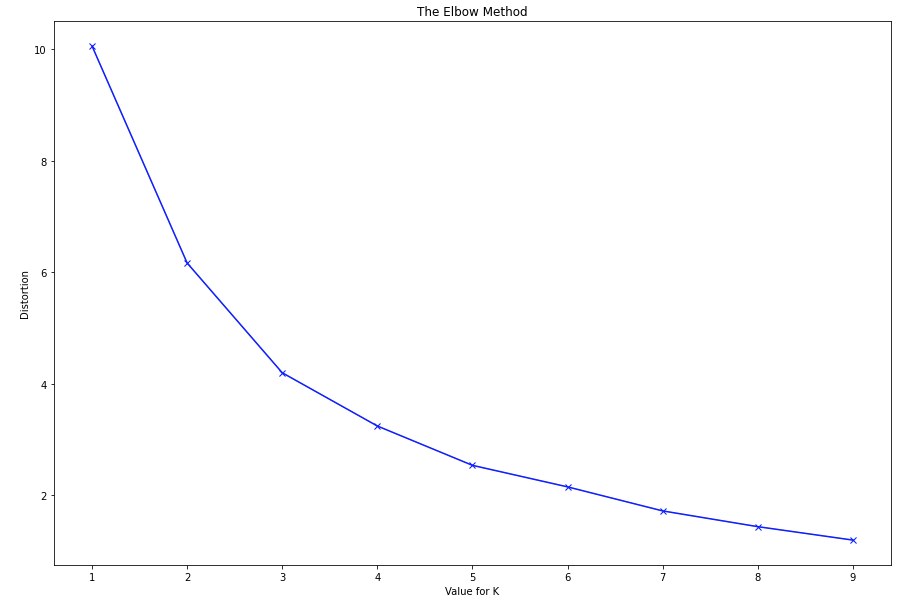 The Elbow Method
10
8
6
4
2
Distortion
1 2 3 4 5 6 7 8 9
Value for K